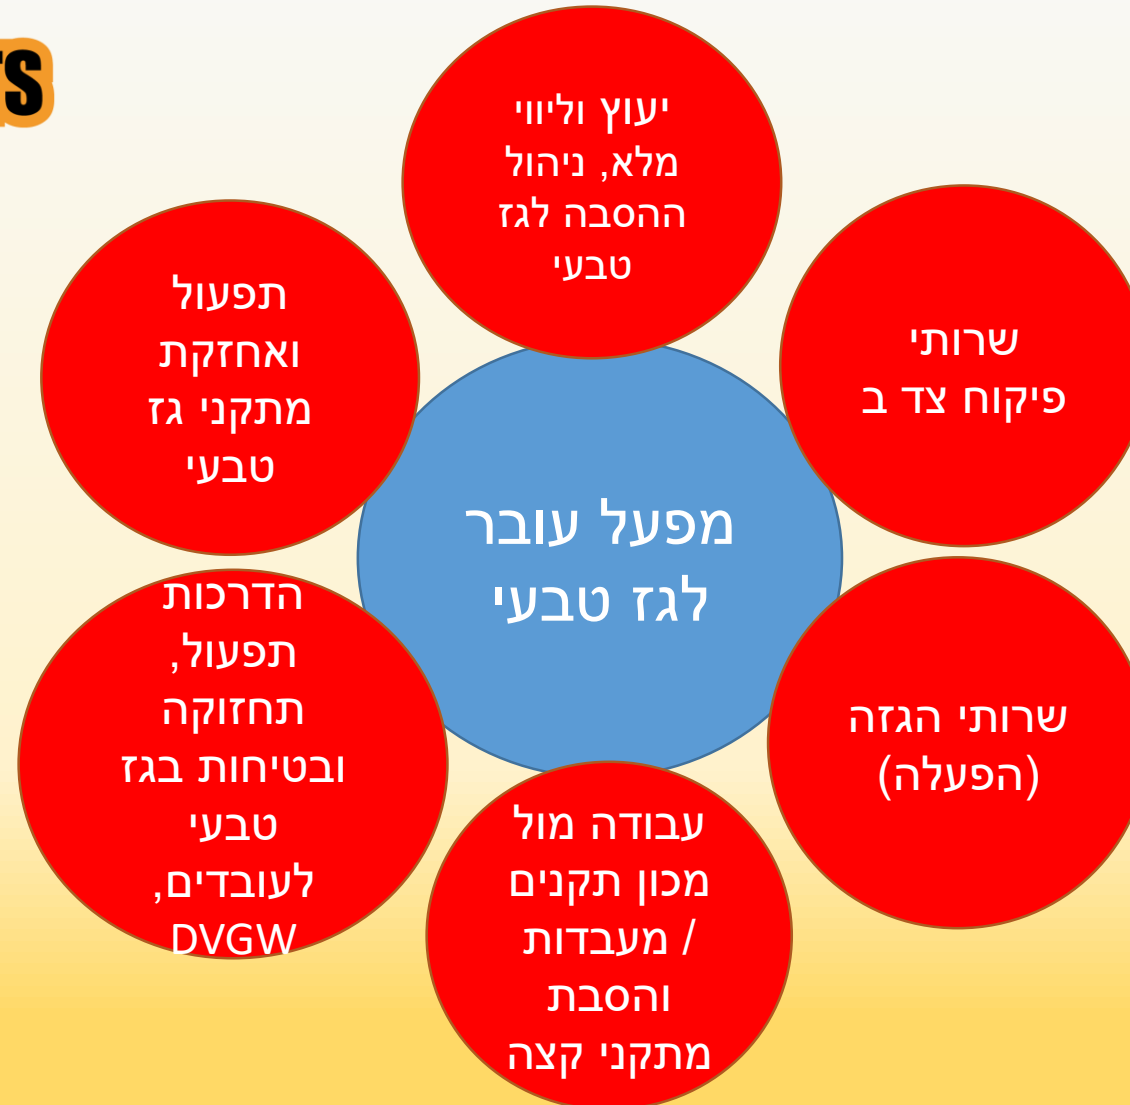 TS
יעוץ וליווי
מלא, ניהול
ההסבה לגז
טבעי
שרותי
פיקוח צד ב
שרותי הגזה
(הפעלה)
עבודה מול
מכון תקנים
/ מעבדות
והסבת
מתקני קצה
הדרכות
תפעול,
תחזוקה
ובטיחות בגז
טבעי
לעובדים,
DVGW
תפעול
ואחזקת
מתקני גז
טבעי
מפעל עובר
לגז טבעי